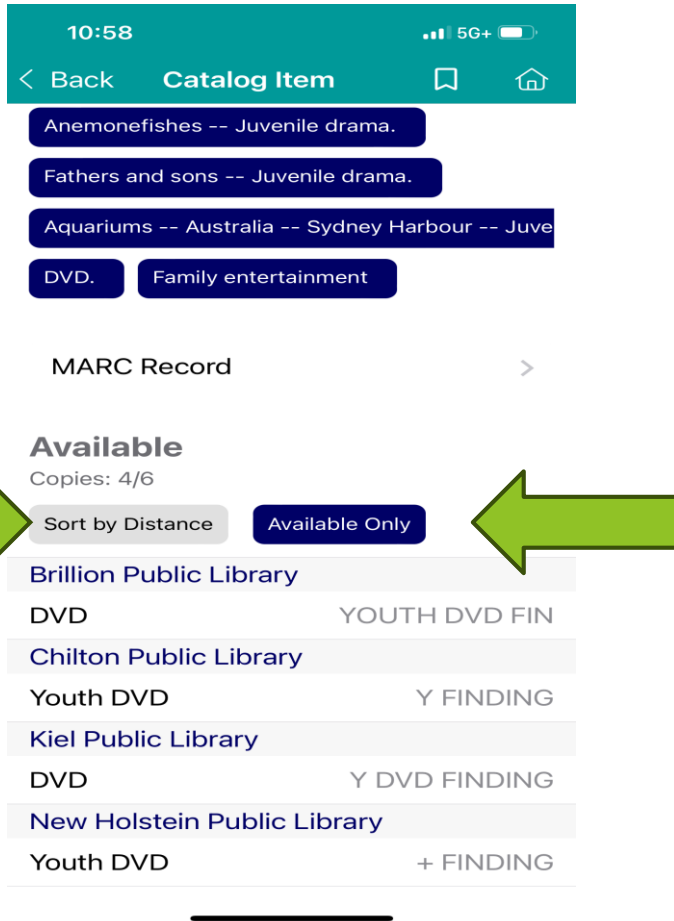 10:58 5G+
Back Catalog Item
Anemonefishes -- Juvenile drama.
Fathers and sons -- Juvenile drama.
Aquariums -- Australia -- Sydney Harbour -- Juve
DVD. Family entertainment
MARC Record
Available
Copies: 4/6
Sort by Distance Available Only
Brillion Public Library
DVD YOUTH DVD FIN
Chilton Public Library
Youth DVD Y FINDING
Kiel Public Library
DVD Y DVD FINDING
New Holstein Public Library
Youth DVD + FINDING